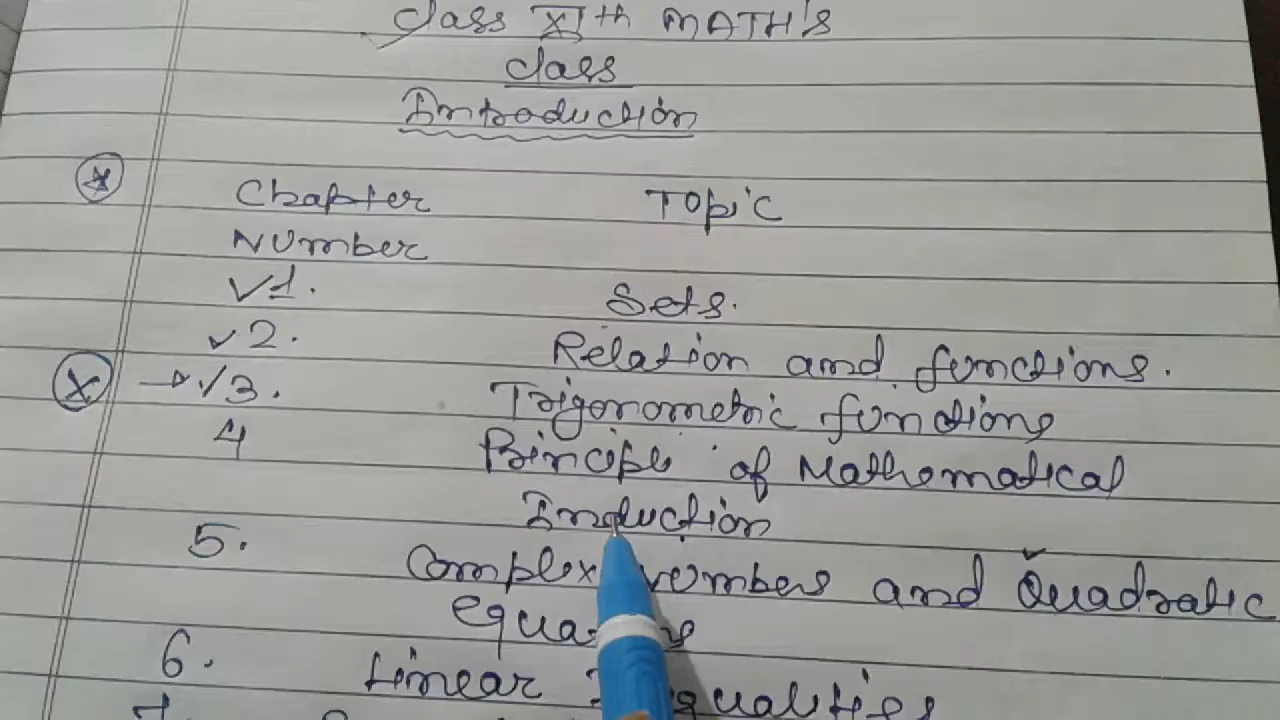 Class XIth MATH'S
Class
Introduction
Chapter Topic
Number
1. Sets.
2. Relation and functions.
3. Trigonometric functions
4 Principle of Mathematical
Induction
5.
Complex numbers and Quadratic
6. Linear Inequalities